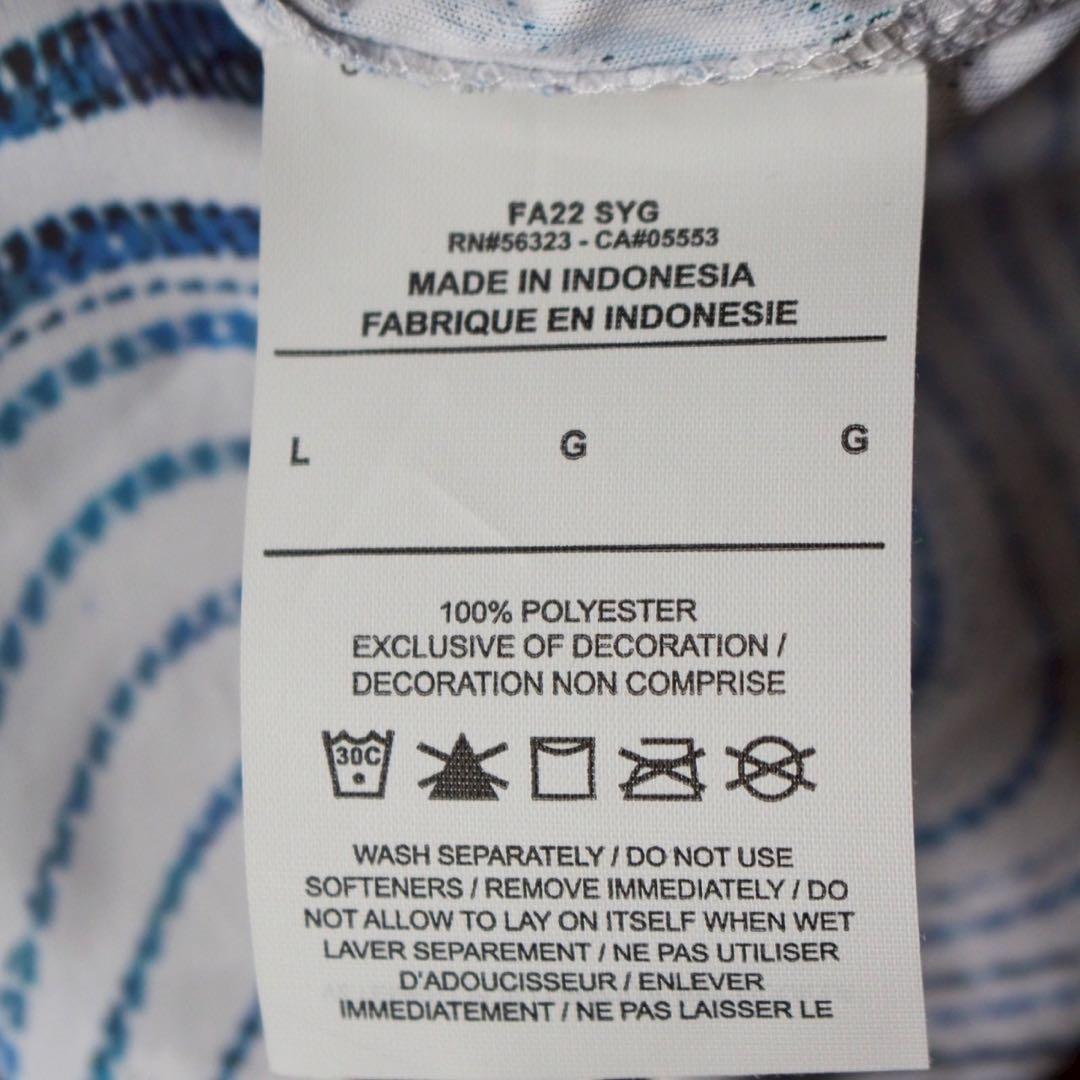 FA22 SYG
RN#56323 - CA#05553
MADE IN INDONESIA
FABRIQUE EN INDONESIE
L G G
100% POLYESTER
EXCLUSIVE OF DECORATION /
DECORATION NON COMPRISE
30C
WASH SEPARATELY / DO NOT USE
SOFTENERS / REMOVE IMMEDIATELY / DO
NOT ALLOW TO LAY ON ITSELF WHEN WET
LAVER SEPAREMENT / NE PAS UTILISER
D'ADOUCISSEUR / ENLEVER
IMMEDIATEMENT / NE PAS LAISSER LE